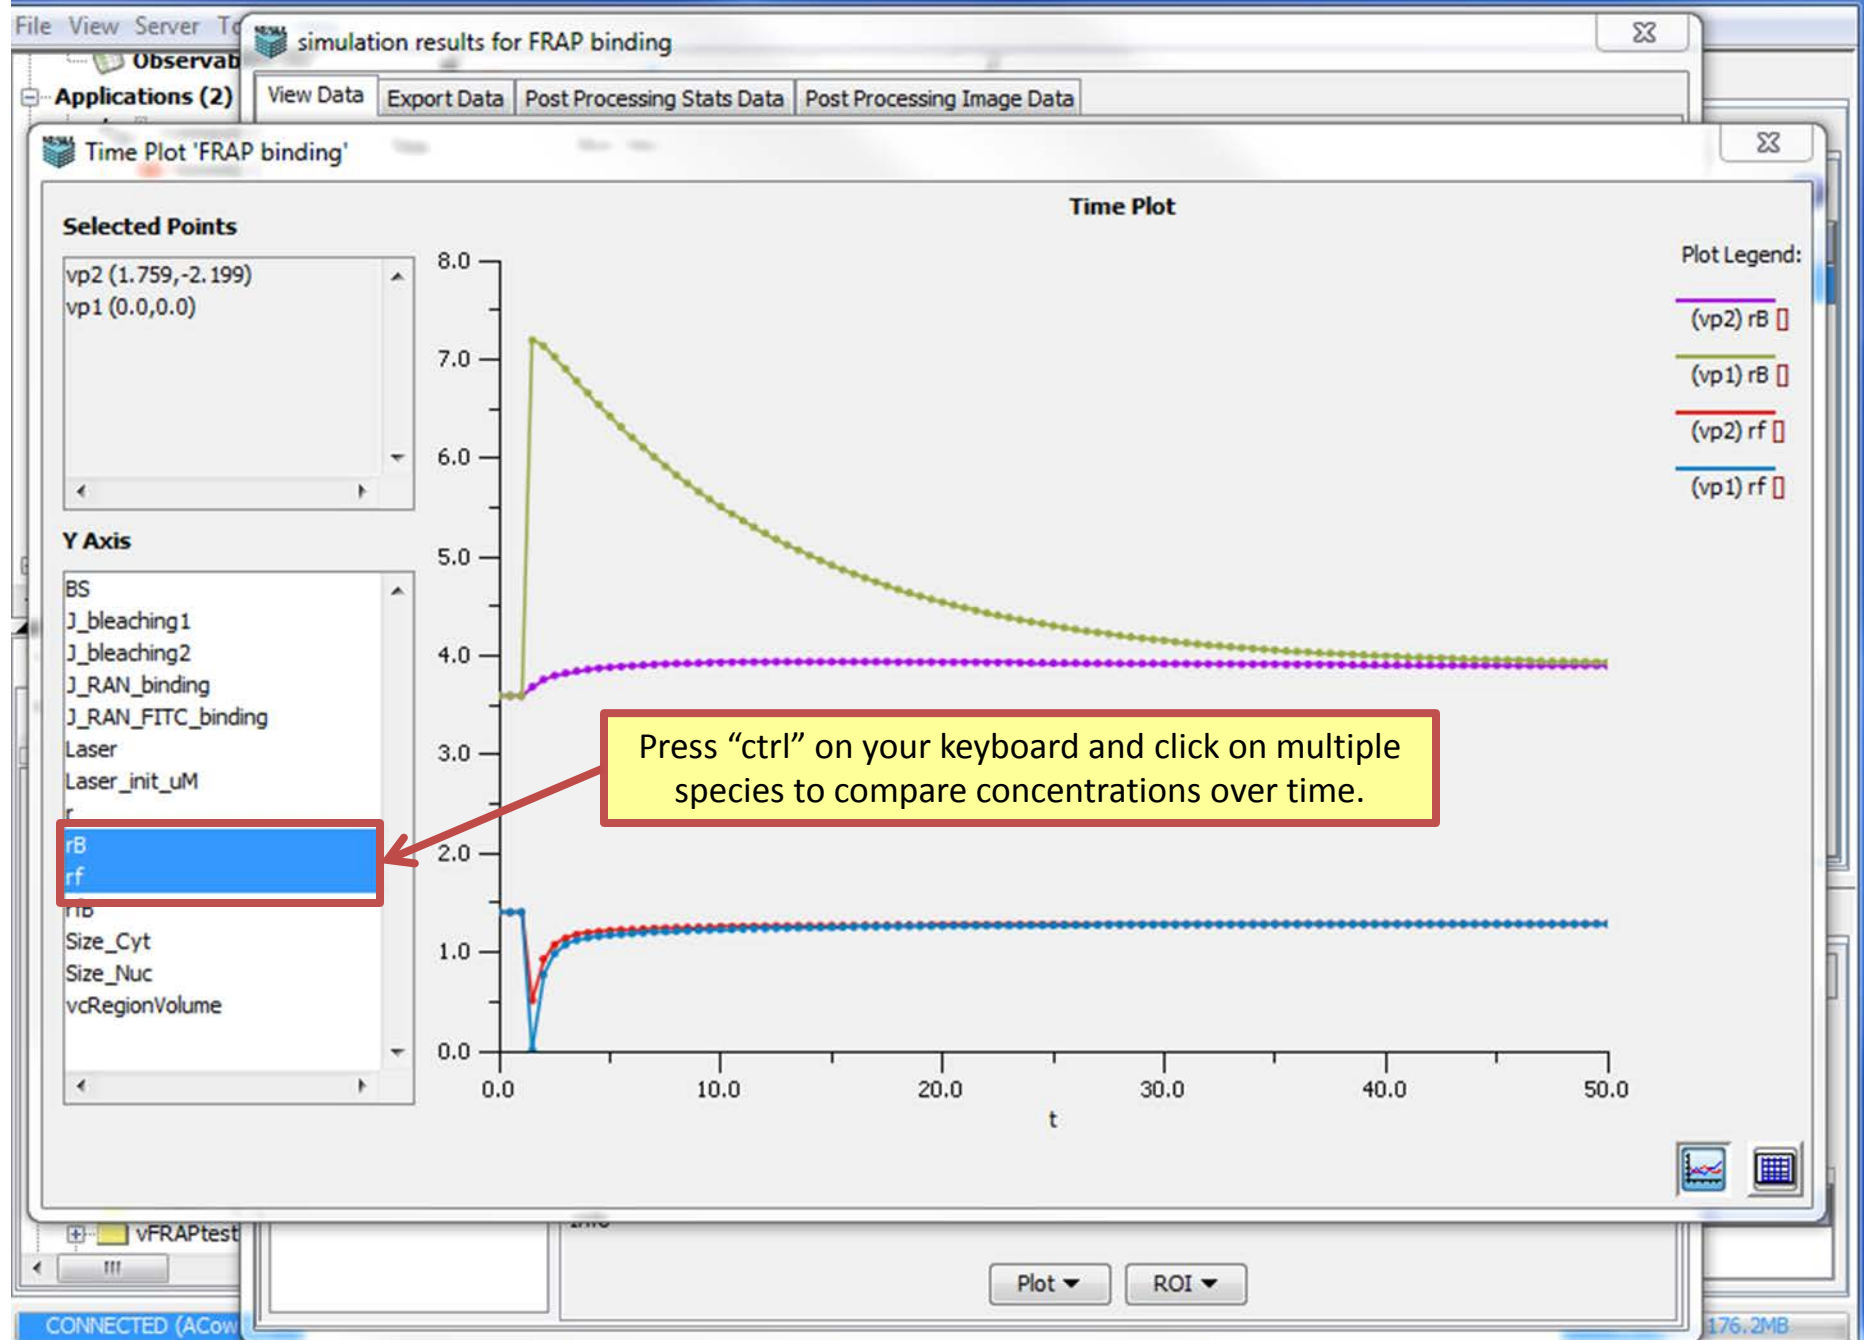 File View Server
simulation results for FRAP binding
Applications (2)
View Data
Export Data
Post Processing Stats Data
Post Processing Image Data
Time Plot 'FRAP binding'
Time Plot
Selected Points
vp2 (1.759,-2.199)
vp1 (0.0,0.0)
Y Axis
BS
J_bleaching1
J_bleaching2
J_RAN_binding
J_RAN_FITC_binding
Laser
Laser_init_uM
r
rB
rf
Size_Cyt
Size_Nuc
vcRegionVolume
8.0
7.0
6.0
5.0
4.0
3.0
2.0
1.0
0.0
0.0 10.0 20.0 30.0 40.0 50.0
t
Plot Legend:
(vp2) rB []
(vp1) rB []
(vp2) rf []
(vp1) rf []
Press “ctrl” on your keyboard and click on multiple
species to compare concentrations over time.
vFRAPtest
Plot
ROI
CONNECTED (ACow
176.2MB